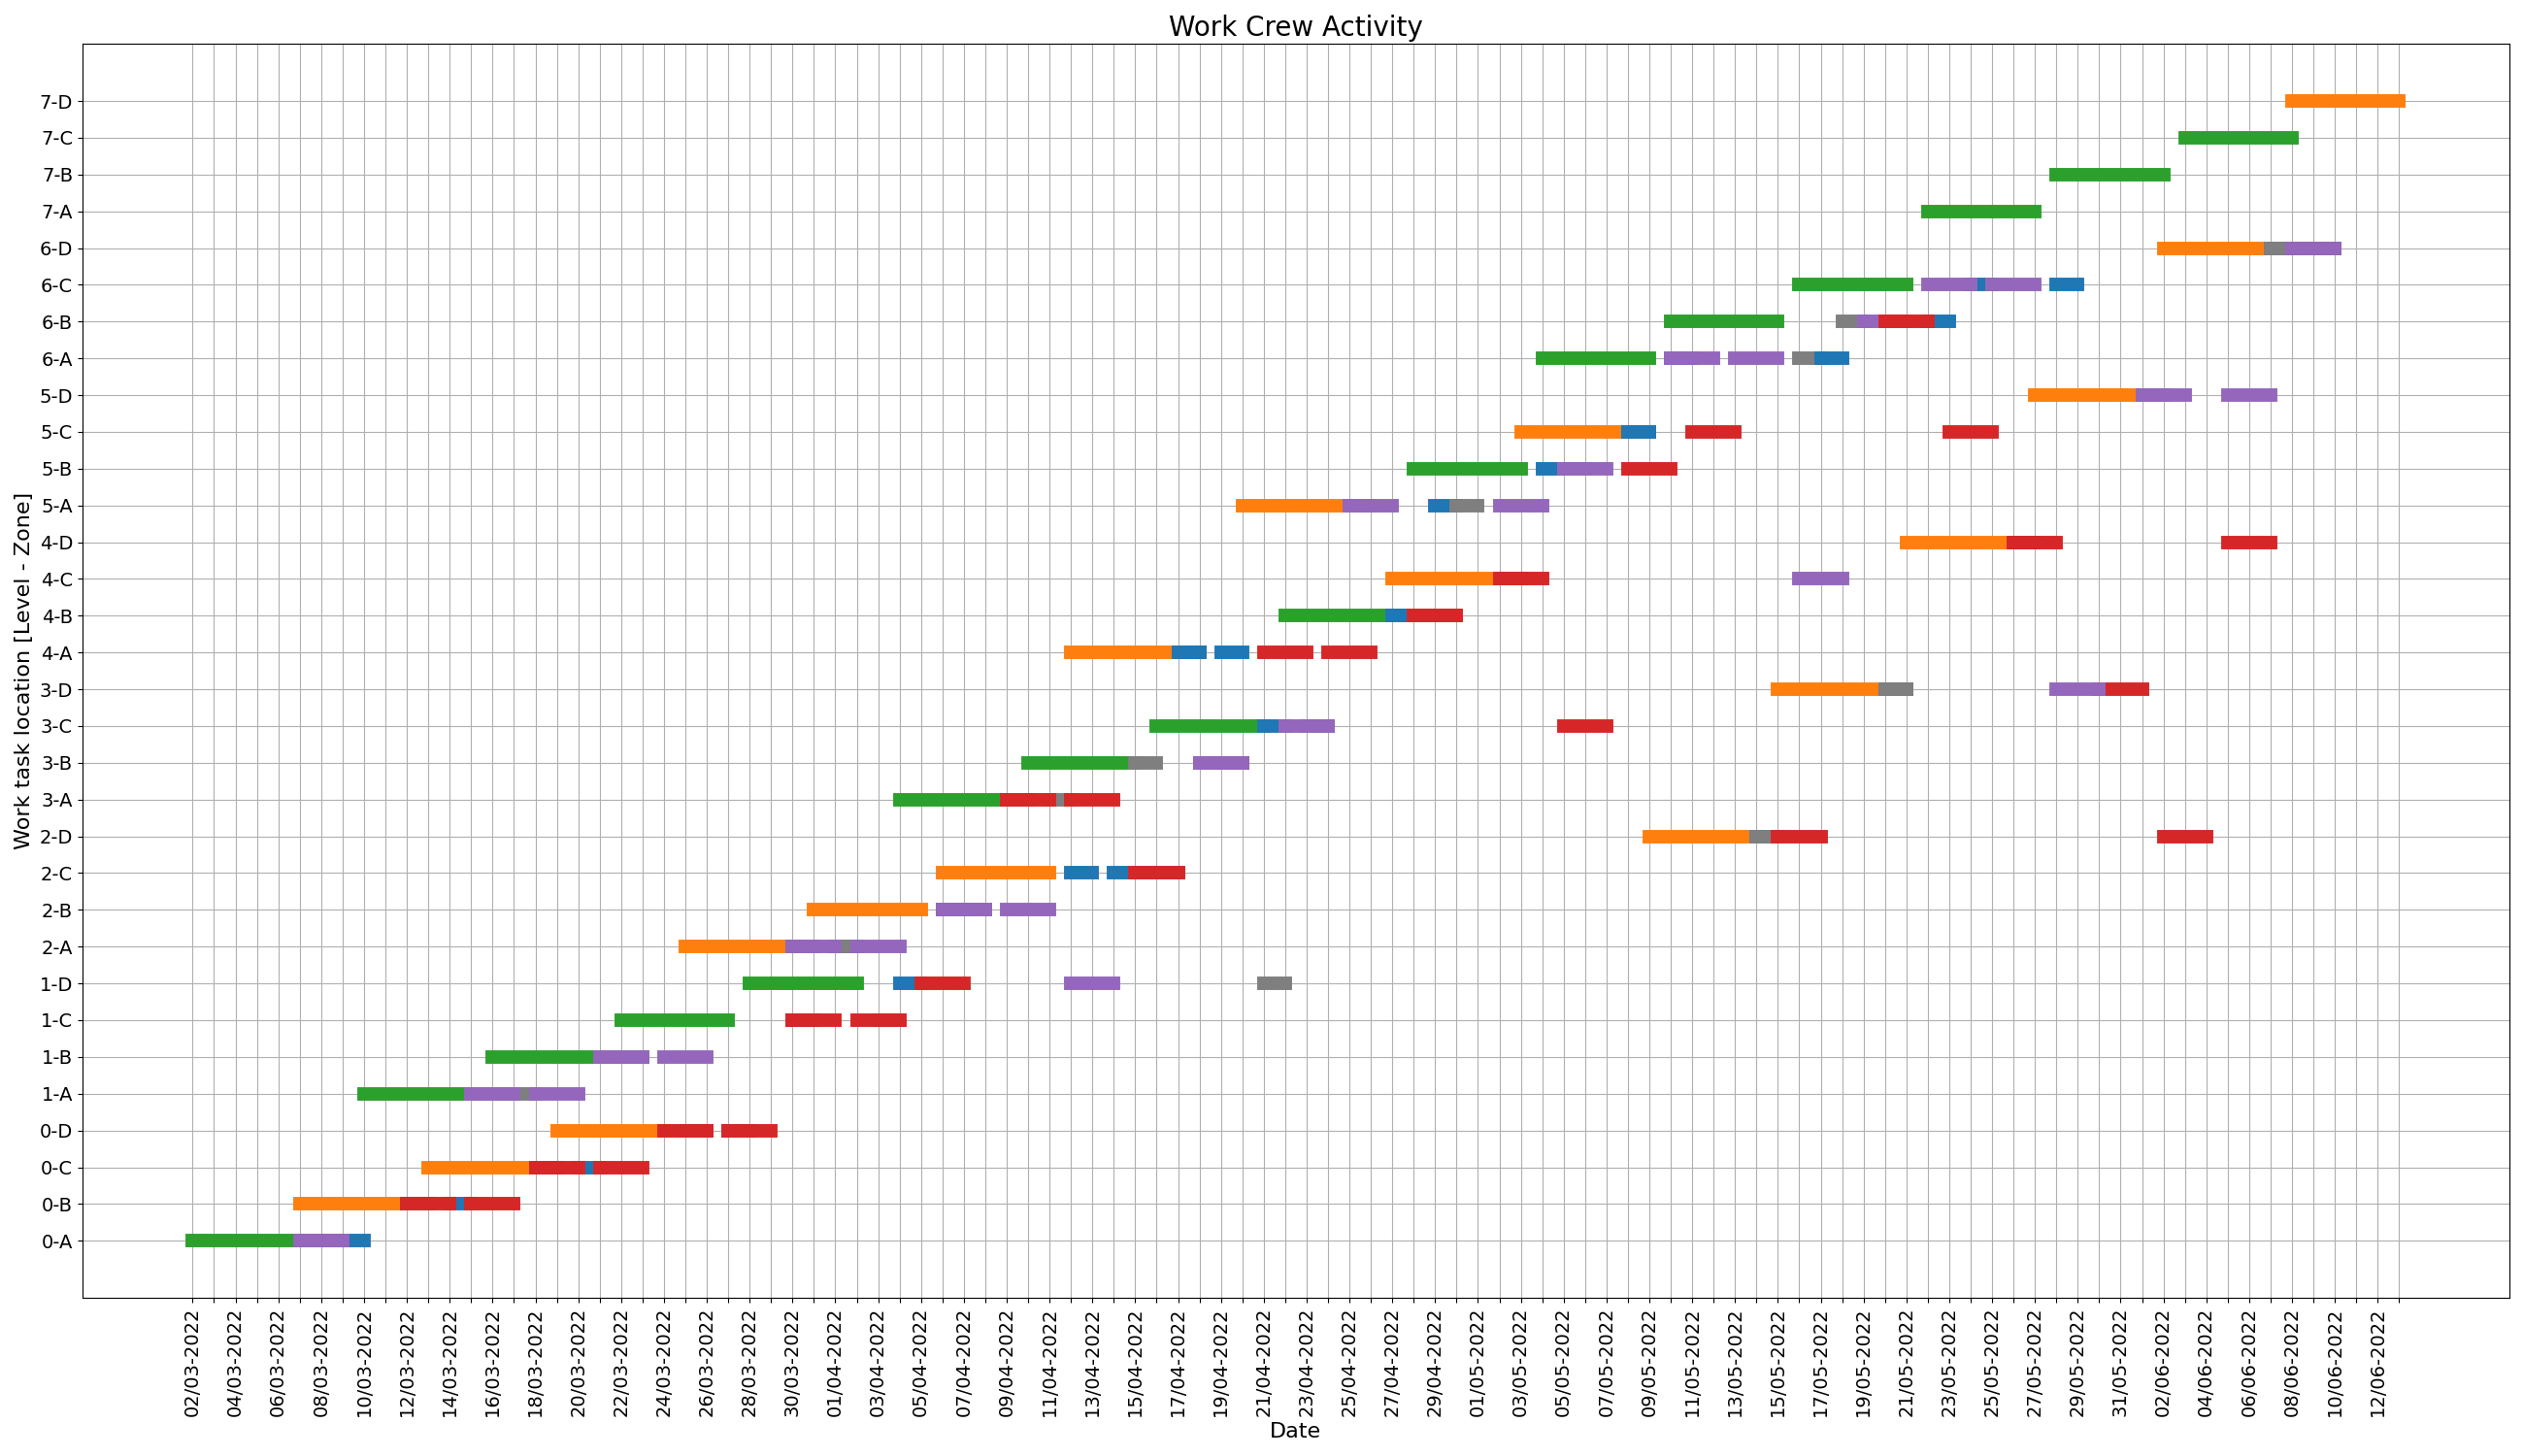 Work Crew Activity
Work task location [Level - Zone]
7-D
7-C
7-B
7-A
6-D
6-C
6-B
6-A
5-D
5-C
5-B
5-A
4-D
4-C
4-B
4-A
3-D
3-C
3-B
3-A
2-D
2-C
2-B
2-A
1-D
1-C
1-B
1-A
0-D
0-C
0-B
0-A
02/03-2022
04/03-2022
06/03-2022
08/03-2022
10/03-2022
12/03-2022
14/03-2022
16/03-2022
18/03-2022
20/03-2022
22/03-2022
24/03-2022
26/03-2022
28/03-2022
30/03-2022
01/04-2022
03/04-2022
05/04-2022
07/04-2022
09/04-2022
11/04-2022
13/04-2022
15/04-2022
17/04-2022
19/04-2022
21/04-2022
23/04-2022
25/04-2022
27/04-2022
29/04-2022
01/05-2022
03/05-2022
05/05-2022
07/05-2022
09/05-2022
11/05-2022
13/05-2022
15/05-2022
17/05-2022
19/05-2022
21/05-2022
23/05-2022
25/05-2022
27/05-2022
29/05-2022
31/05-2022
02/06-2022
04/06-2022
06/06-2022
08/06-2022
10/06-2022
12/06-2022
Date